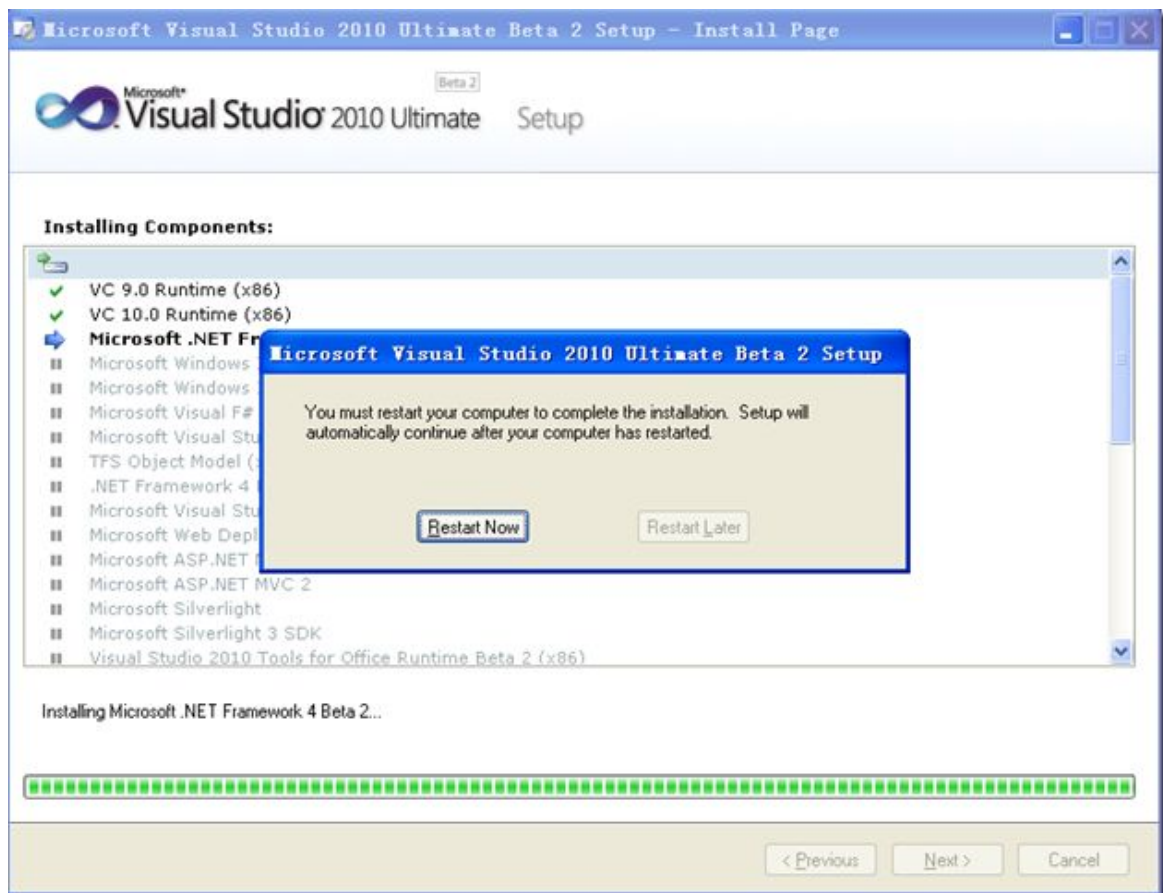 Microsoft Visual Studio 2010 Ultimate Beta 2 Setup - Install Page
Beta 2
Microsoft®
Visual Studio® 2010 Ultimate Setup
Installing Components:
VC 9.0 Runtime (x86)
VC 10.0 Runtime (x86)
Microsoft .NET Fr
Microsoft Windows
Microsoft Windows
Microsoft Visual F#
Microsoft Visual Stu
TFS Object Model (
.NET Framework 4
Microsoft Visual Stu
Microsoft Web Depl
Microsoft ASP.NET
Microsoft ASP.NET MVC 2
Microsoft Silverlight
Microsoft Silverlight 3 SDK
Visual Studio 2010 Tools for Office Runtime Beta 2 (x86)
Microsoft Visual Studio 2010 Ultimate Beta 2 Setup
You must restart your computer to complete the installation. Setup will
automatically continue after your computer has restarted.
Restart Now Restart Later
Installing Microsoft .NET Framework 4 Beta 2...
< Previous Next > Cancel